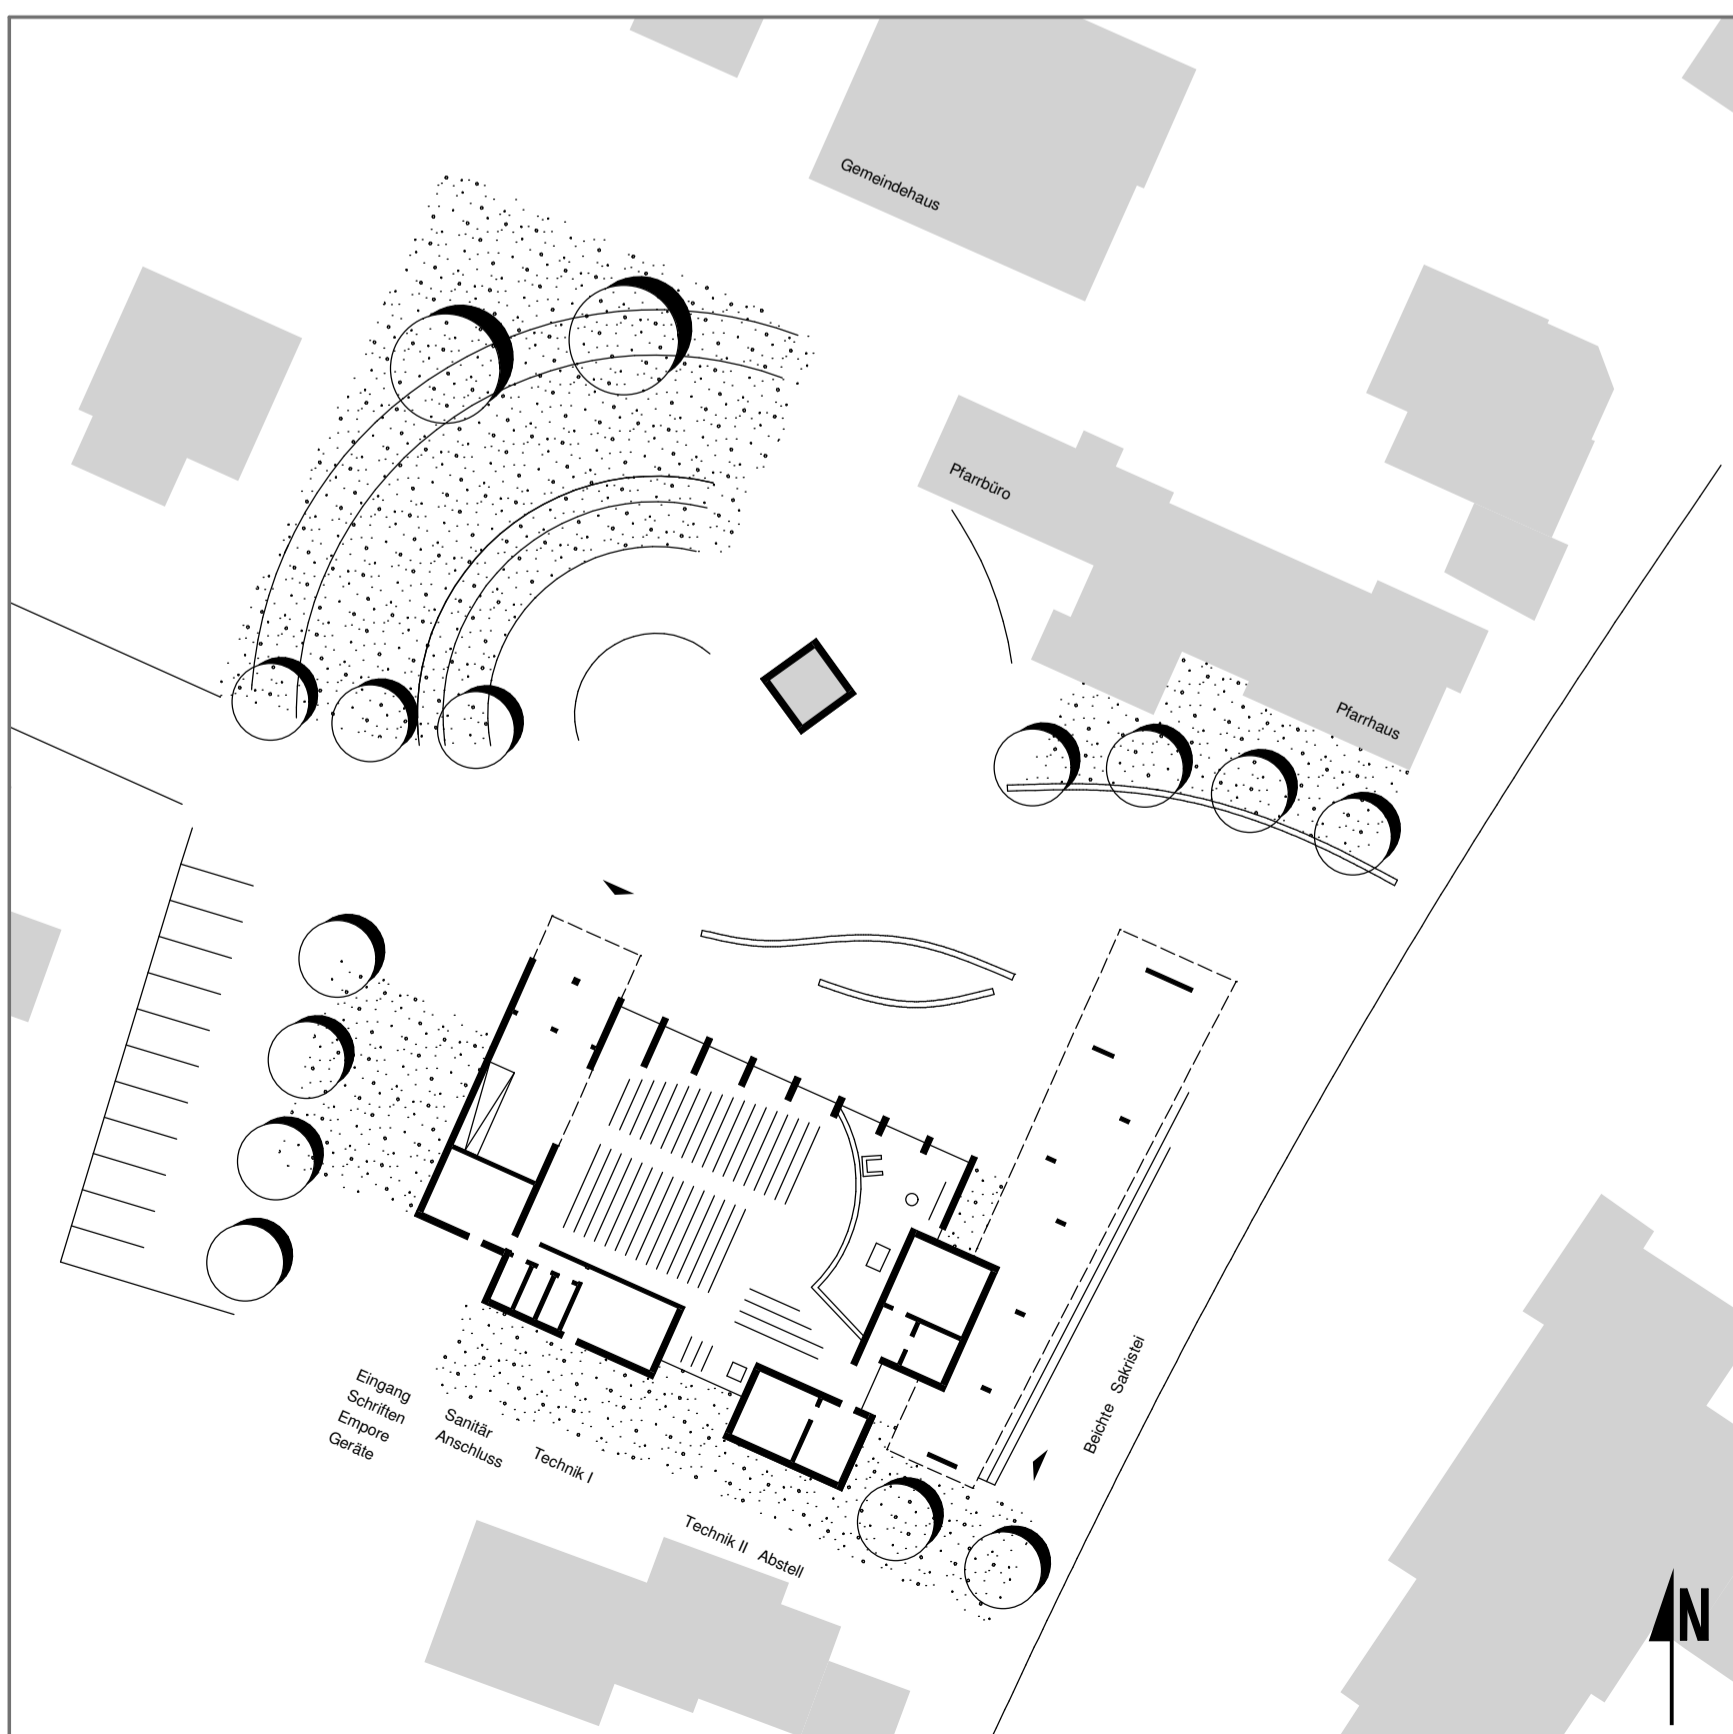 Gemeindehaus
Pfarrbüro
Pfarrhaus
Eingang
Schriften
Empore
Geräte
Sanitär
Anschluss
Technik I
Technik II Abstell
Beichte Sakristei
N